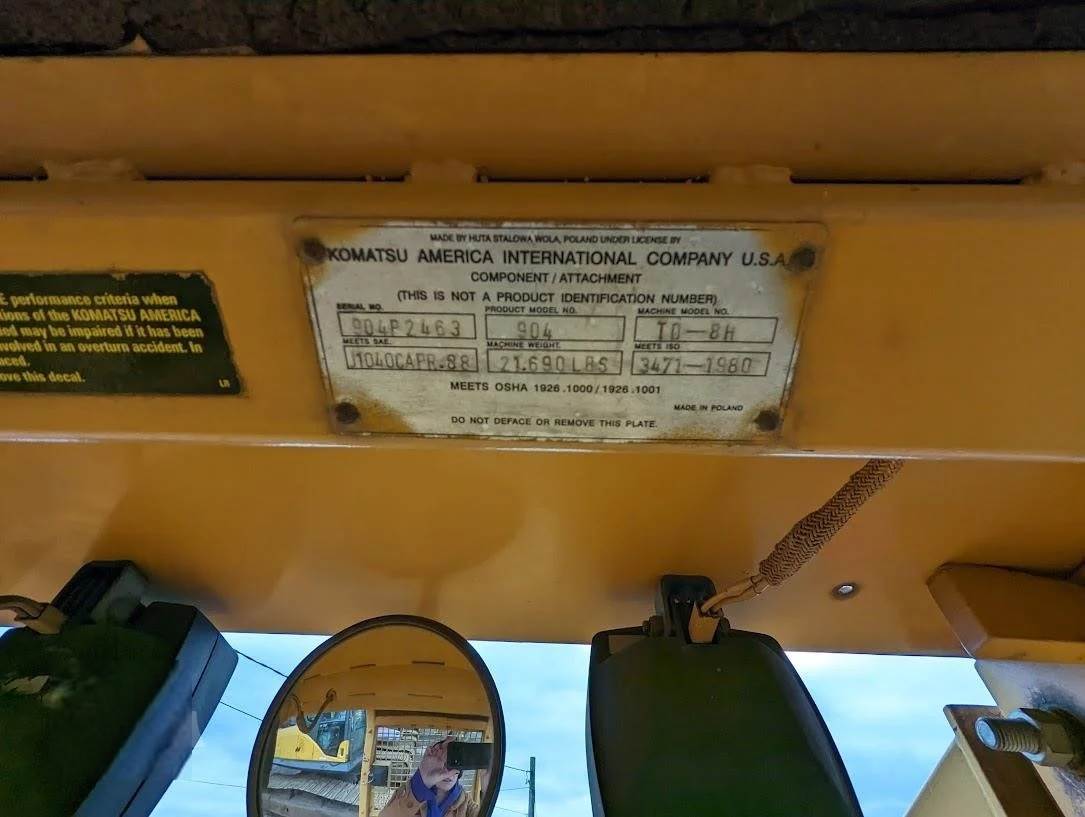 E performance criteria when
tions of the KOMATSU AMERICA
may be impaired if it has been
volved in an overturn accident. In
aced.
ove this decal.
MADE BY HUTA STALOWA WOLA, POLAND UNDER LICENSE BY
KOMATSU AMERICA INTERNATIONAL COMPANY U.S.A
COMPONENT / ATTACHMENT
(THIS IS NOT A PRODUCT IDENTIFICATION NUMBER)
SERIAL NO. PRODUCT MODEL NO. MACHINE MODEL NO.
904P2463 904 TD-8H
MEETS SAE. MACHINE WEIGHT. MEETS ISO
J1040CAPR.88 21.690LBS 3471-1980
MEETS OSHA 1926.1000/1926.1001
MADE IN POLAND
DO NOT DEFACE OR REMOVE THIS PLATE.